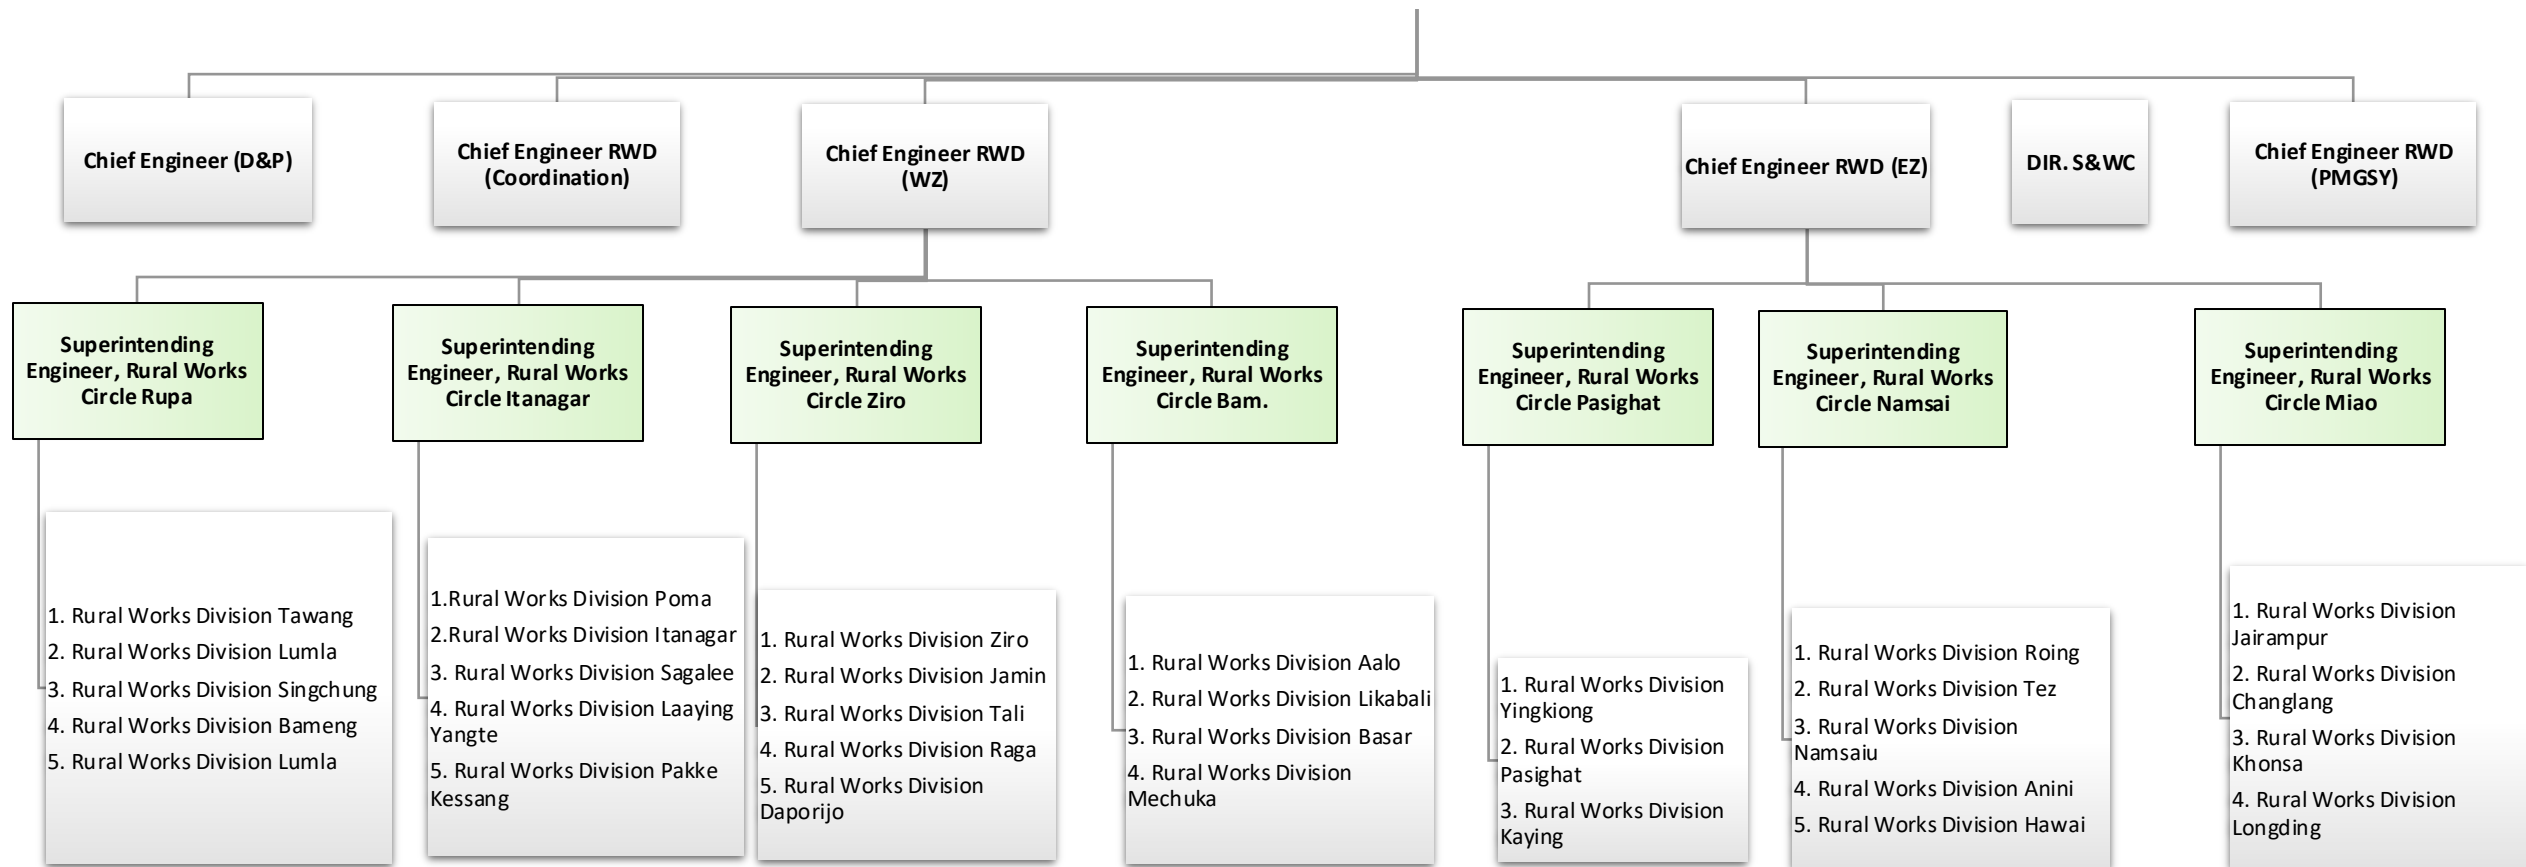 Chief Engineer (D&P)
Chief Engineer RWD
(Coordination)
Chief Engineer RWD
(WZ)
Chief Engineer RWD (EZ)
DIR. S&WC
Chief Engineer RWD
(PMGSY)
Superintending
Engineer, Rural Works
Circle Rupa
Superintending
Engineer, Rural Works
Circle Itanagar
Superintending
Engineer, Rural Works
Circle Ziro
Superintending
Engineer, Rural Works
Circle Bam.
Superintending
Engineer, Rural Works
Circle Pasighat
Superintending
Engineer, Rural Works
Circle Namsai
Superintending
Engineer, Rural Works
Circle Miao
1. Rural Works Division Tawang
2. Rural Works Division Lumla
3. Rural Works Division Singchung
4. Rural Works Division Bameng
5. Rural Works Division Lumla
1.Rural Works Division Poma
2.Rural Works Division Itanagar
3. Rural Works Division Sagalee
4. Rural Works Division Laaying
Yangte
5. Rural Works Division Pakke
Kessang
1. Rural Works Division Ziro
2. Rural Works Division Jamin
3. Rural Works Division Tali
4. Rural Works Division Raga
5. Rural Works Division
Daporijo
1. Rural Works Division Aalo
2. Rural Works Division Likabali
3. Rural Works Division Basar
4. Rural Works Division
Mechuka
1. Rural Works Division
Yingkiong
2. Rural Works Division
Pasighat
3. Rural Works Division
Kaying
1. Rural Works Division Roing
2. Rural Works Division Tez
3. Rural Works Division
Namsaiu
4. Rural Works Division Anini
5. Rural Works Division Hawai
1. Rural Works Division
Jairampur
2. Rural Works Division
Changlang
3. Rural Works Division
Khonsa
4. Rural Works Division
Longding